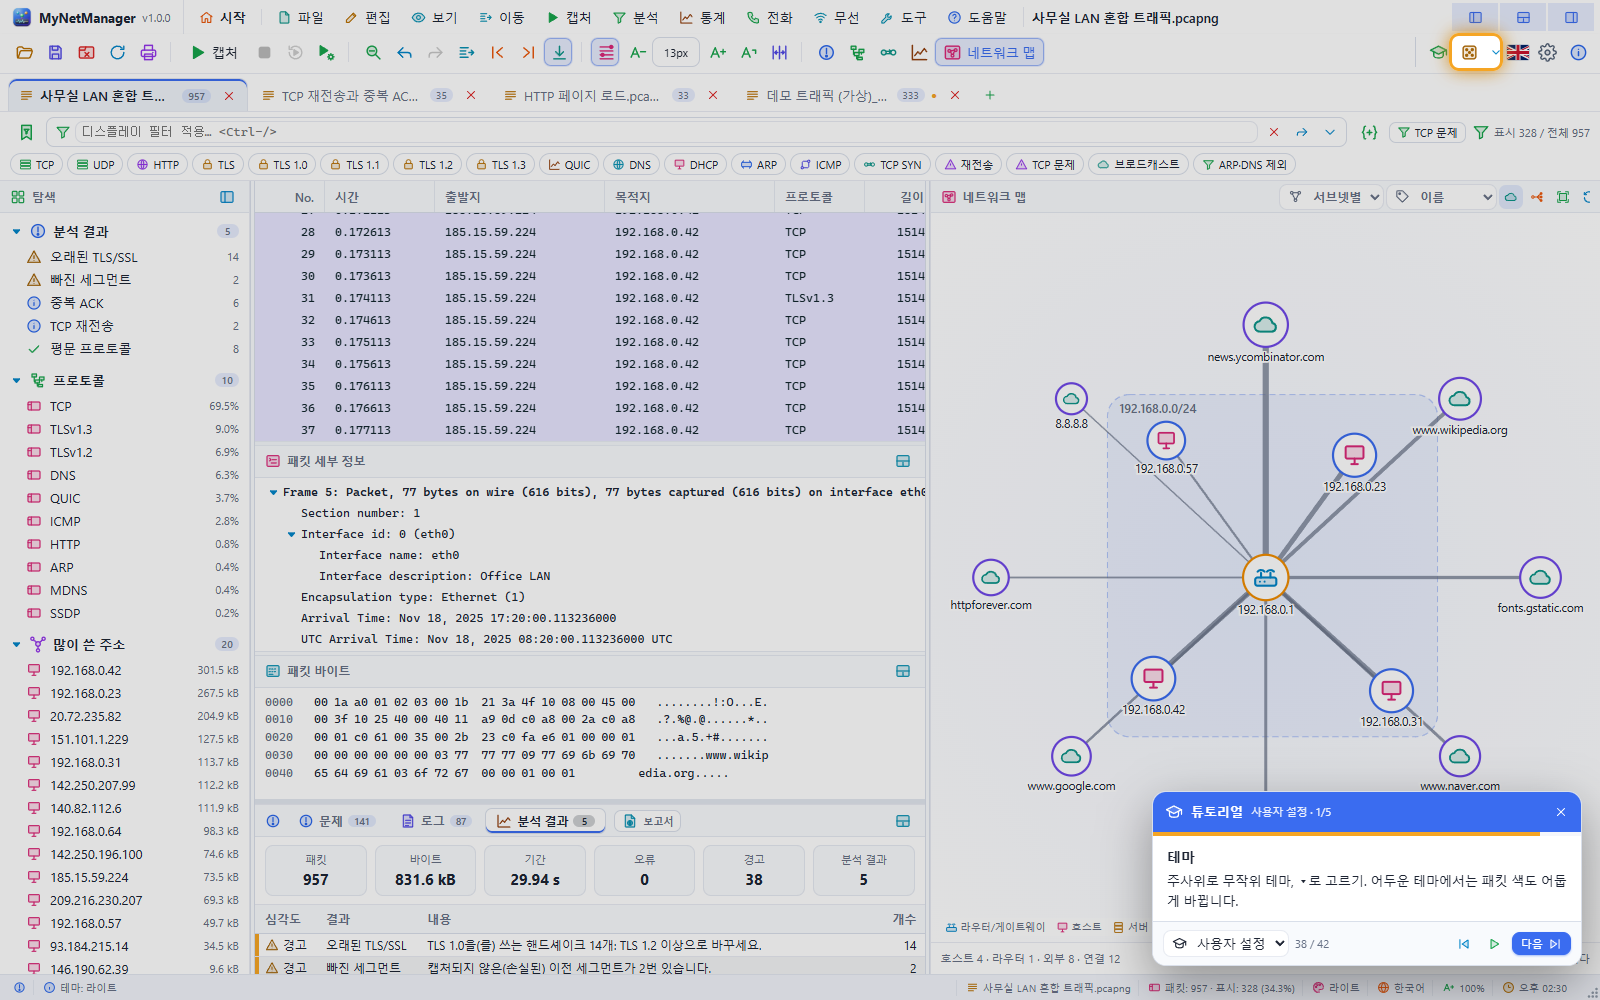 MyNetManager v1.0.0 시작 파일 편집 보기 이동 캡처 분석 통계 전화 무선 도구 도움말 사무실 LAN 혼합 트래픽.pcapng
캡처 A− 13px A+ 네트워크 맵
사무실 LAN 혼합 트... 957 TCP 재전송과 중복 AC... 35 HTTP 페이지 로드.pca... 33 데모 트래픽 (가상)_... 333
디스플레이 필터 적용… <Ctrl-/> TCP 문제 표시 328 / 전체 957
TCP UDP HTTP TLS TLS 1.0 TLS 1.1 TLS 1.2 TLS 1.3 QUIC DNS DHCP ARP ICMP TCP SYN 재전송 TCP 문제 브로드캐스트 ARP·DNS 제외
탐색
분석 결과 5
오래된 TLS/SSL 14
빠진 세그먼트 2
중복 ACK 6
TCP 재전송 2
평문 프로토콜 8
프로토콜 10
TCP 69.5%
TLSv1.3 9.0%
TLSv1.2 6.9%
DNS 6.3%
QUIC 3.7%
ICMP 2.8%
HTTP 0.8%
ARP 0.4%
MDNS 0.4%
SSDP 0.2%
많이 쓴 주소 20
192.168.0.42 301.5 kB
192.168.0.23 267.5 kB
20.72.235.82 204.9 kB
151.101.1.229 127.5 kB
192.168.0.31 113.7 kB
142.250.207.99 112.2 kB
140.82.112.6 111.9 kB
192.168.0.64 98.3 kB
142.250.196.100 74.6 kB
185.15.59.224 73.5 kB
209.216.230.207 69.3 kB
192.168.0.57 49.7 kB
93.184.215.14 34.5 kB
146.190.62.39 9.6 kB
No. 시간 출발지 목적지 프로토콜 길이
28 0.172613 185.15.59.224 192.168.0.42 TCP 1514
29 0.173113 185.15.59.224 192.168.0.42 TCP 1514
30 0.173613 185.15.59.224 192.168.0.42 TCP 1514
31 0.174113 185.15.59.224 192.168.0.42 TLSv1.3 1514
32 0.174613 185.15.59.224 192.168.0.42 TCP 1514
33 0.175113 185.15.59.224 192.168.0.42 TCP 1514
34 0.175613 185.15.59.224 192.168.0.42 TCP 1514
35 0.176113 185.15.59.224 192.168.0.42 TCP 1514
36 0.176613 185.15.59.224 192.168.0.42 TCP 1514
37 0.177113 185.15.59.224 192.168.0.42 TCP 1514
패킷 세부 정보
Frame 5: Packet, 77 bytes on wire (616 bits), 77 bytes captured (616 bits) on interface eth0
Section number: 1
Interface id: 0 (eth0)
Interface name: eth0
Interface description: Office LAN
Encapsulation type: Ethernet (1)
Arrival Time: Nov 18, 2025 17:20:00.113236000
UTC Arrival Time: Nov 18, 2025 08:20:00.113236000 UTC
패킷 바이트
0000 00 1a a0 01 02 03 00 1b 21 3a 4f 10 08 00 45 00 ........!:O...E.
0010 00 3f 10 25 40 00 40 11 a9 0d c0 a8 00 2a c0 a8 .?.%@.@......*..
0020 00 01 c0 61 00 35 00 2b 23 c0 fa e6 01 00 00 01 ...a.5.+#.......
0030 00 00 00 00 00 00 03 77 77 77 09 77 69 6b 69 70 .......www.wikip
0040 65 64 69 61 03 6f 72 67 00 00 01 00 01 edia.org.....
문제 141 로그 87 분석 결과 5 보고서
패킷 바이트 기간 오류 경고 분석 결과
957 831.6 kB 29.94 s 0 38 5
심각도 결과 내용 개수
경고 오래된 TLS/SSL TLS 1.0을(를) 쓰는 핸드셰이크 14개: TLS 1.2 이상으로 바꾸세요. 14
경고 빠진 세그먼트 캡처되지 않은(손실된) 이전 세그먼트가 2번 있습니다. 2
네트워크 맵 서브넷별 이름
news.ycombinator.com
8.8.8.8
192.168.0.0/24
www.wikipedia.org
192.168.0.57
192.168.0.23
httpforever.com
192.168.0.1
fonts.gstatic.com
192.168.0.42
192.168.0.31
www.google.com
www.naver.com
라우터/게이트웨이 호스트 서버
호스트 4 · 라우터 1 · 외부 8 · 연결 12
튜토리얼 사용자 설정 · 1/5
테마
주사위로 무작위 테마, ▾로 고르기. 어두운 테마에서는 패킷 색도 어둡
게 바뀝니다.
사용자 설정 38 / 42 다음
테마: 라이트 사무실 LAN 혼합 트래픽.pcapng 패킷: 957 · 표시: 328 (34.3%) 라이트 한국어 100% 오후 02:30